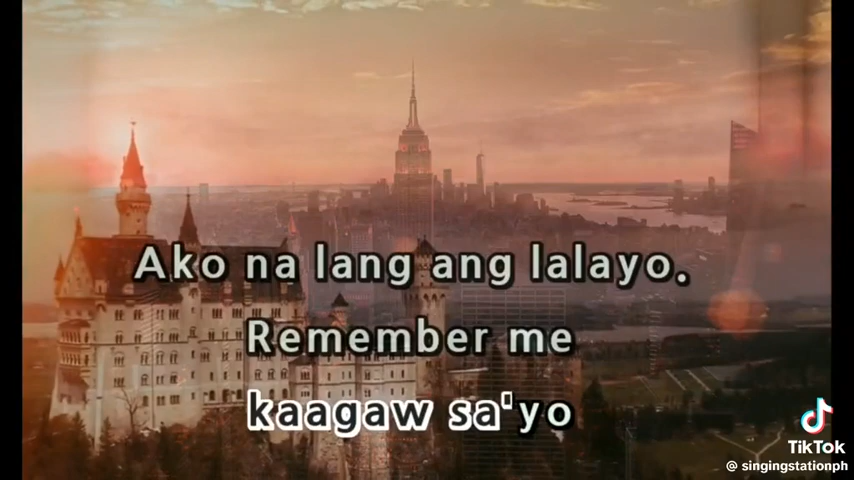 Ako na lang ang lalayo.
Remember me
kaagaw sa'yo
TikTok
@ singingstationph